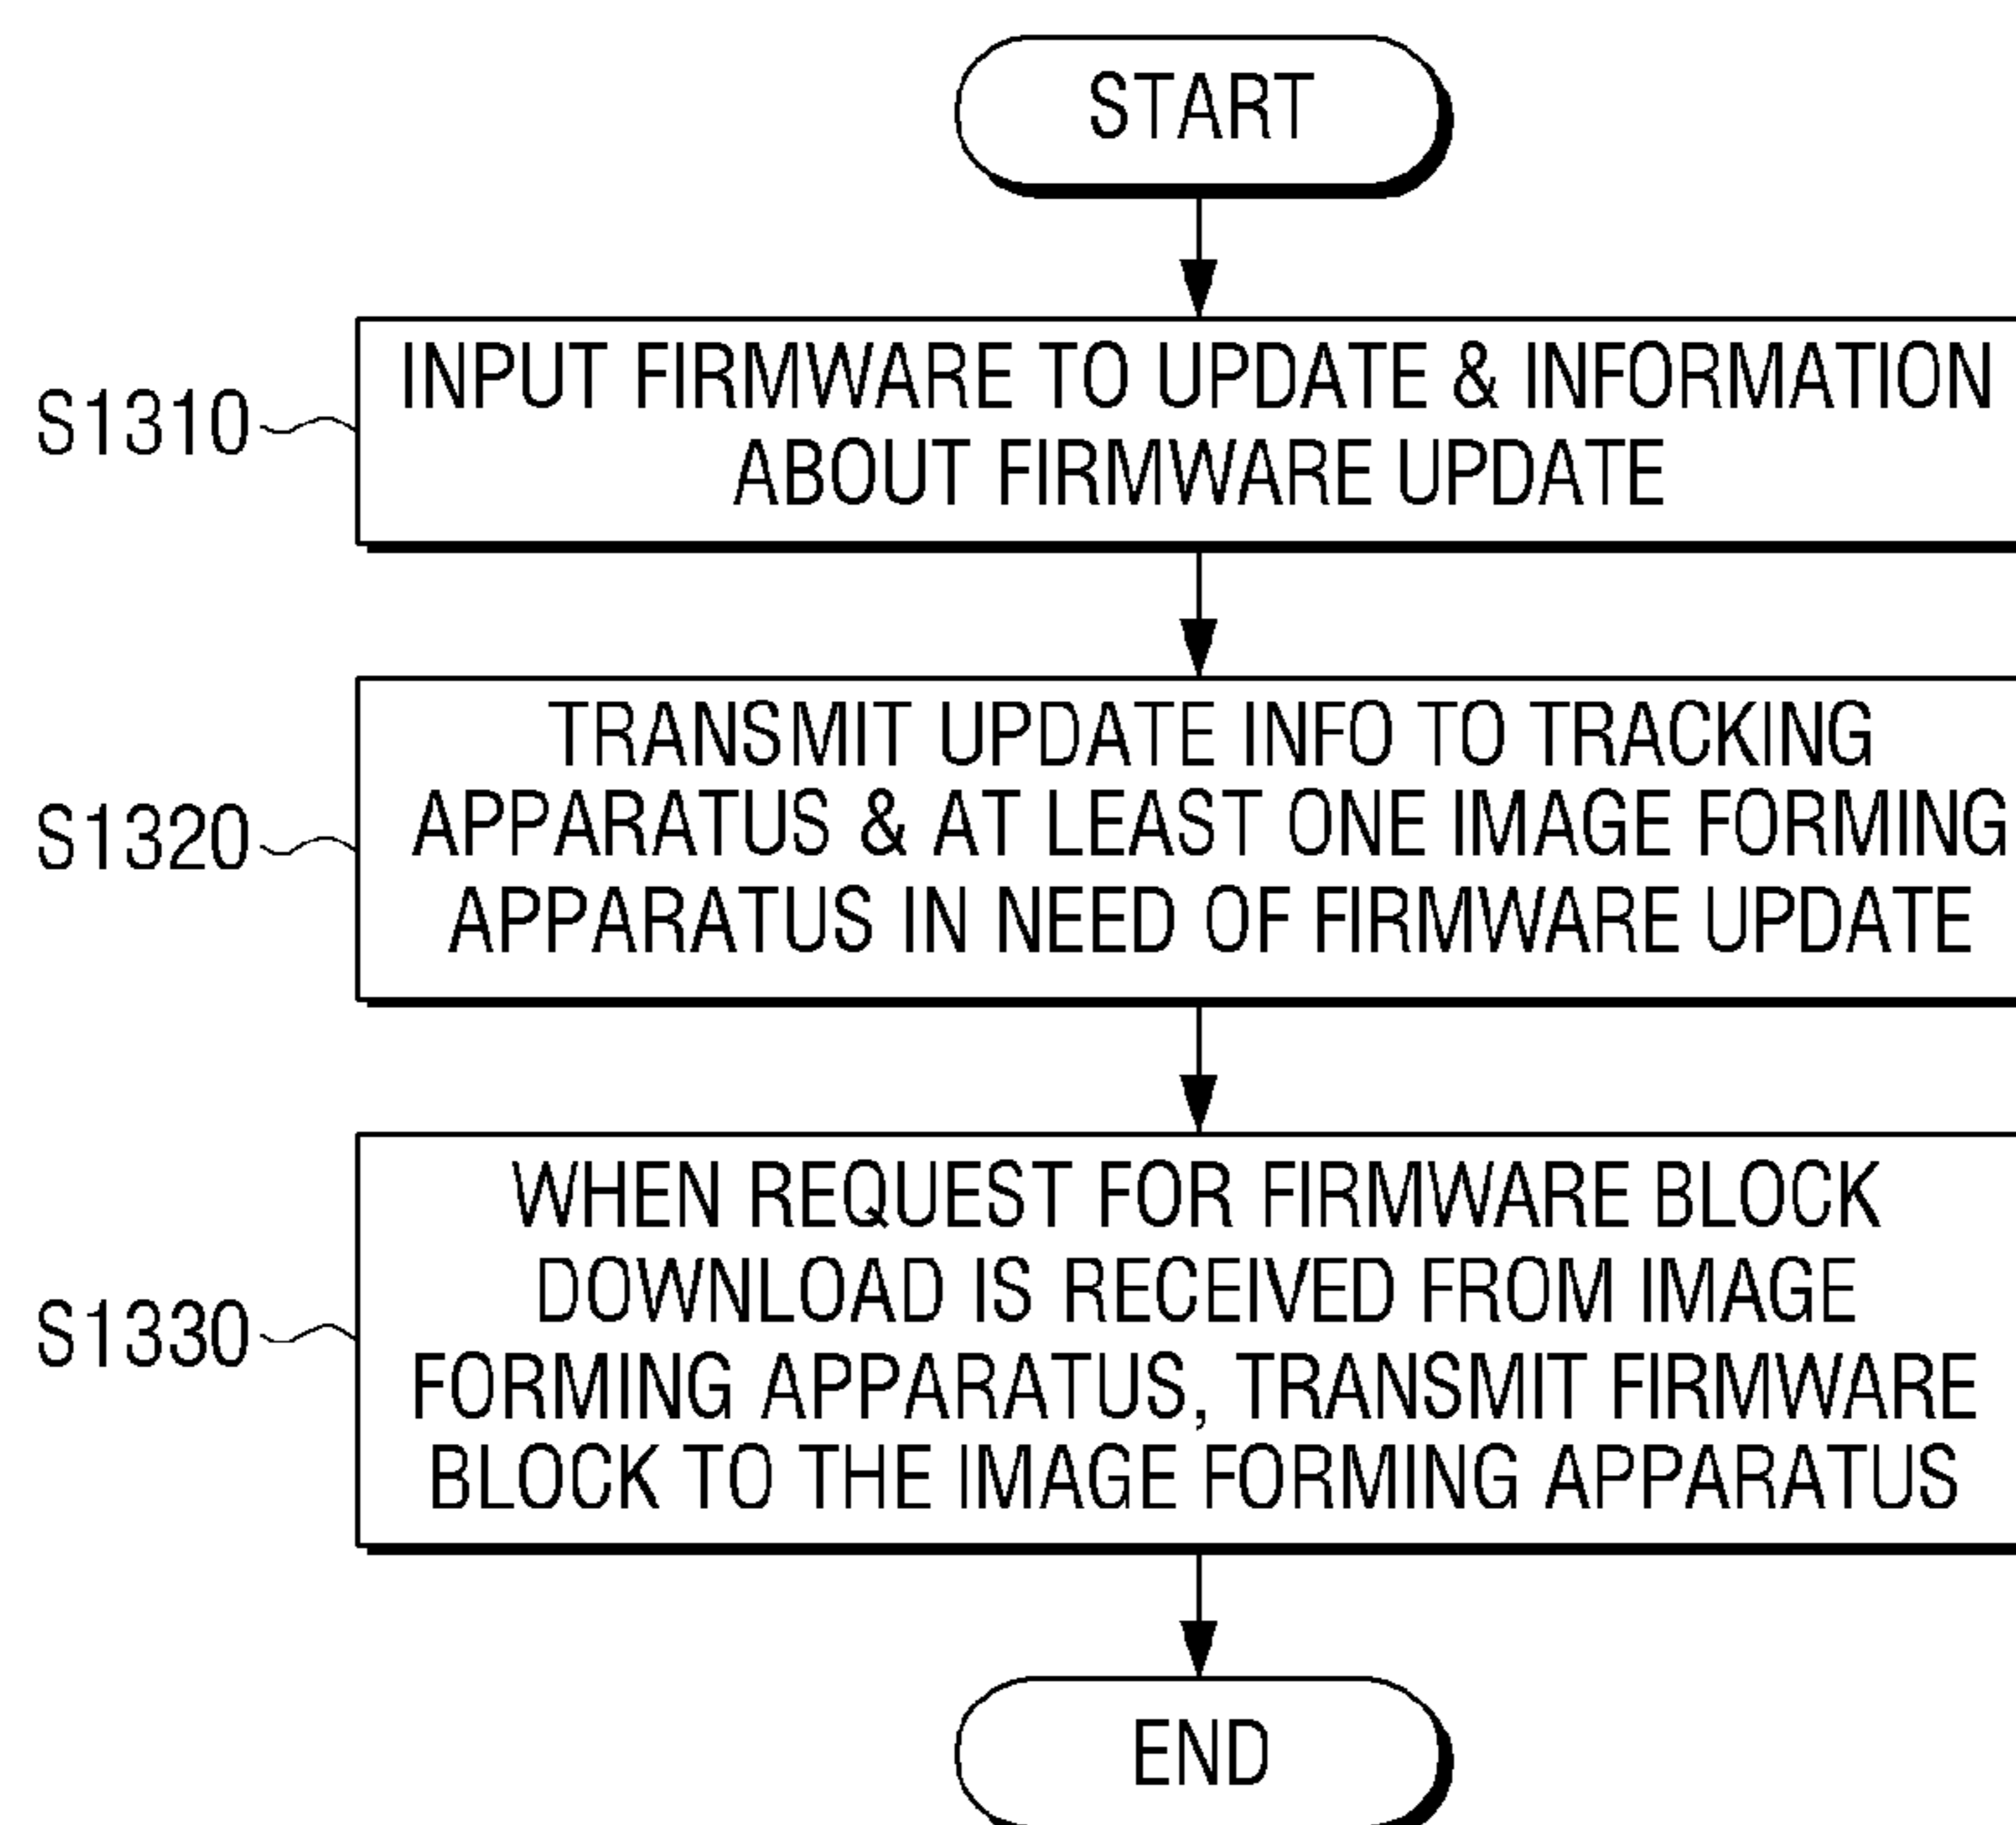 START
S1310
INPUT FIRMWARE TO UPDATE & INFORMATION
ABOUT FIRMWARE UPDATE
S1320
TRANSMIT UPDATE INFO TO TRACKING
APPARATUS & AT LEAST ONE IMAGE FORMING
APPARATUS IN NEED OF FIRMWARE UPDATE
S1330
WHEN REQUEST FOR FIRMWARE BLOCK
DOWNLOAD IS RECEIVED FROM IMAGE
FORMING APPARATUS, TRANSMIT FIRMWARE
BLOCK TO THE IMAGE FORMING APPARATUS
END